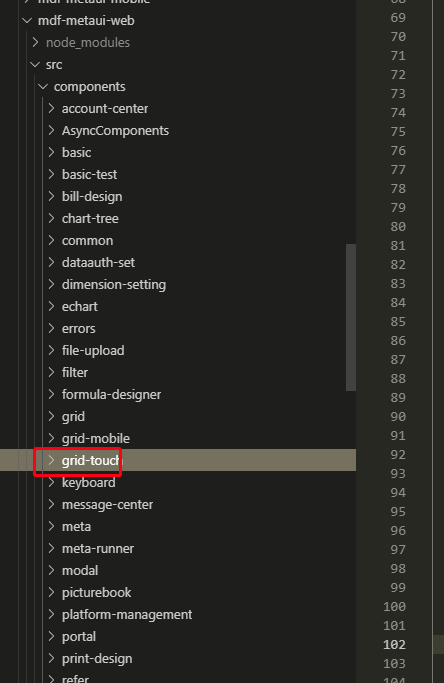 mdf-metaui-mobile
mdf-metaui-web
node_modules
src
components
account-center
AsyncComponents
basic
basic-test
bill-design
chart-tree
common
dataauth-set
dimension-setting
echart
errors
file-upload
filter
formula-designer
grid
grid-mobile
grid-touch
keyboard
message-center
meta
meta-runner
modal
picturebook
platform-management
portal
print-design
refer
68
69
70
71
72
73
74
75
76
77
78
79
80
81
82
83
84
85
86
87
88
89
90
91
92
93
94
95
96
97
98
99
100
101
102
103
104